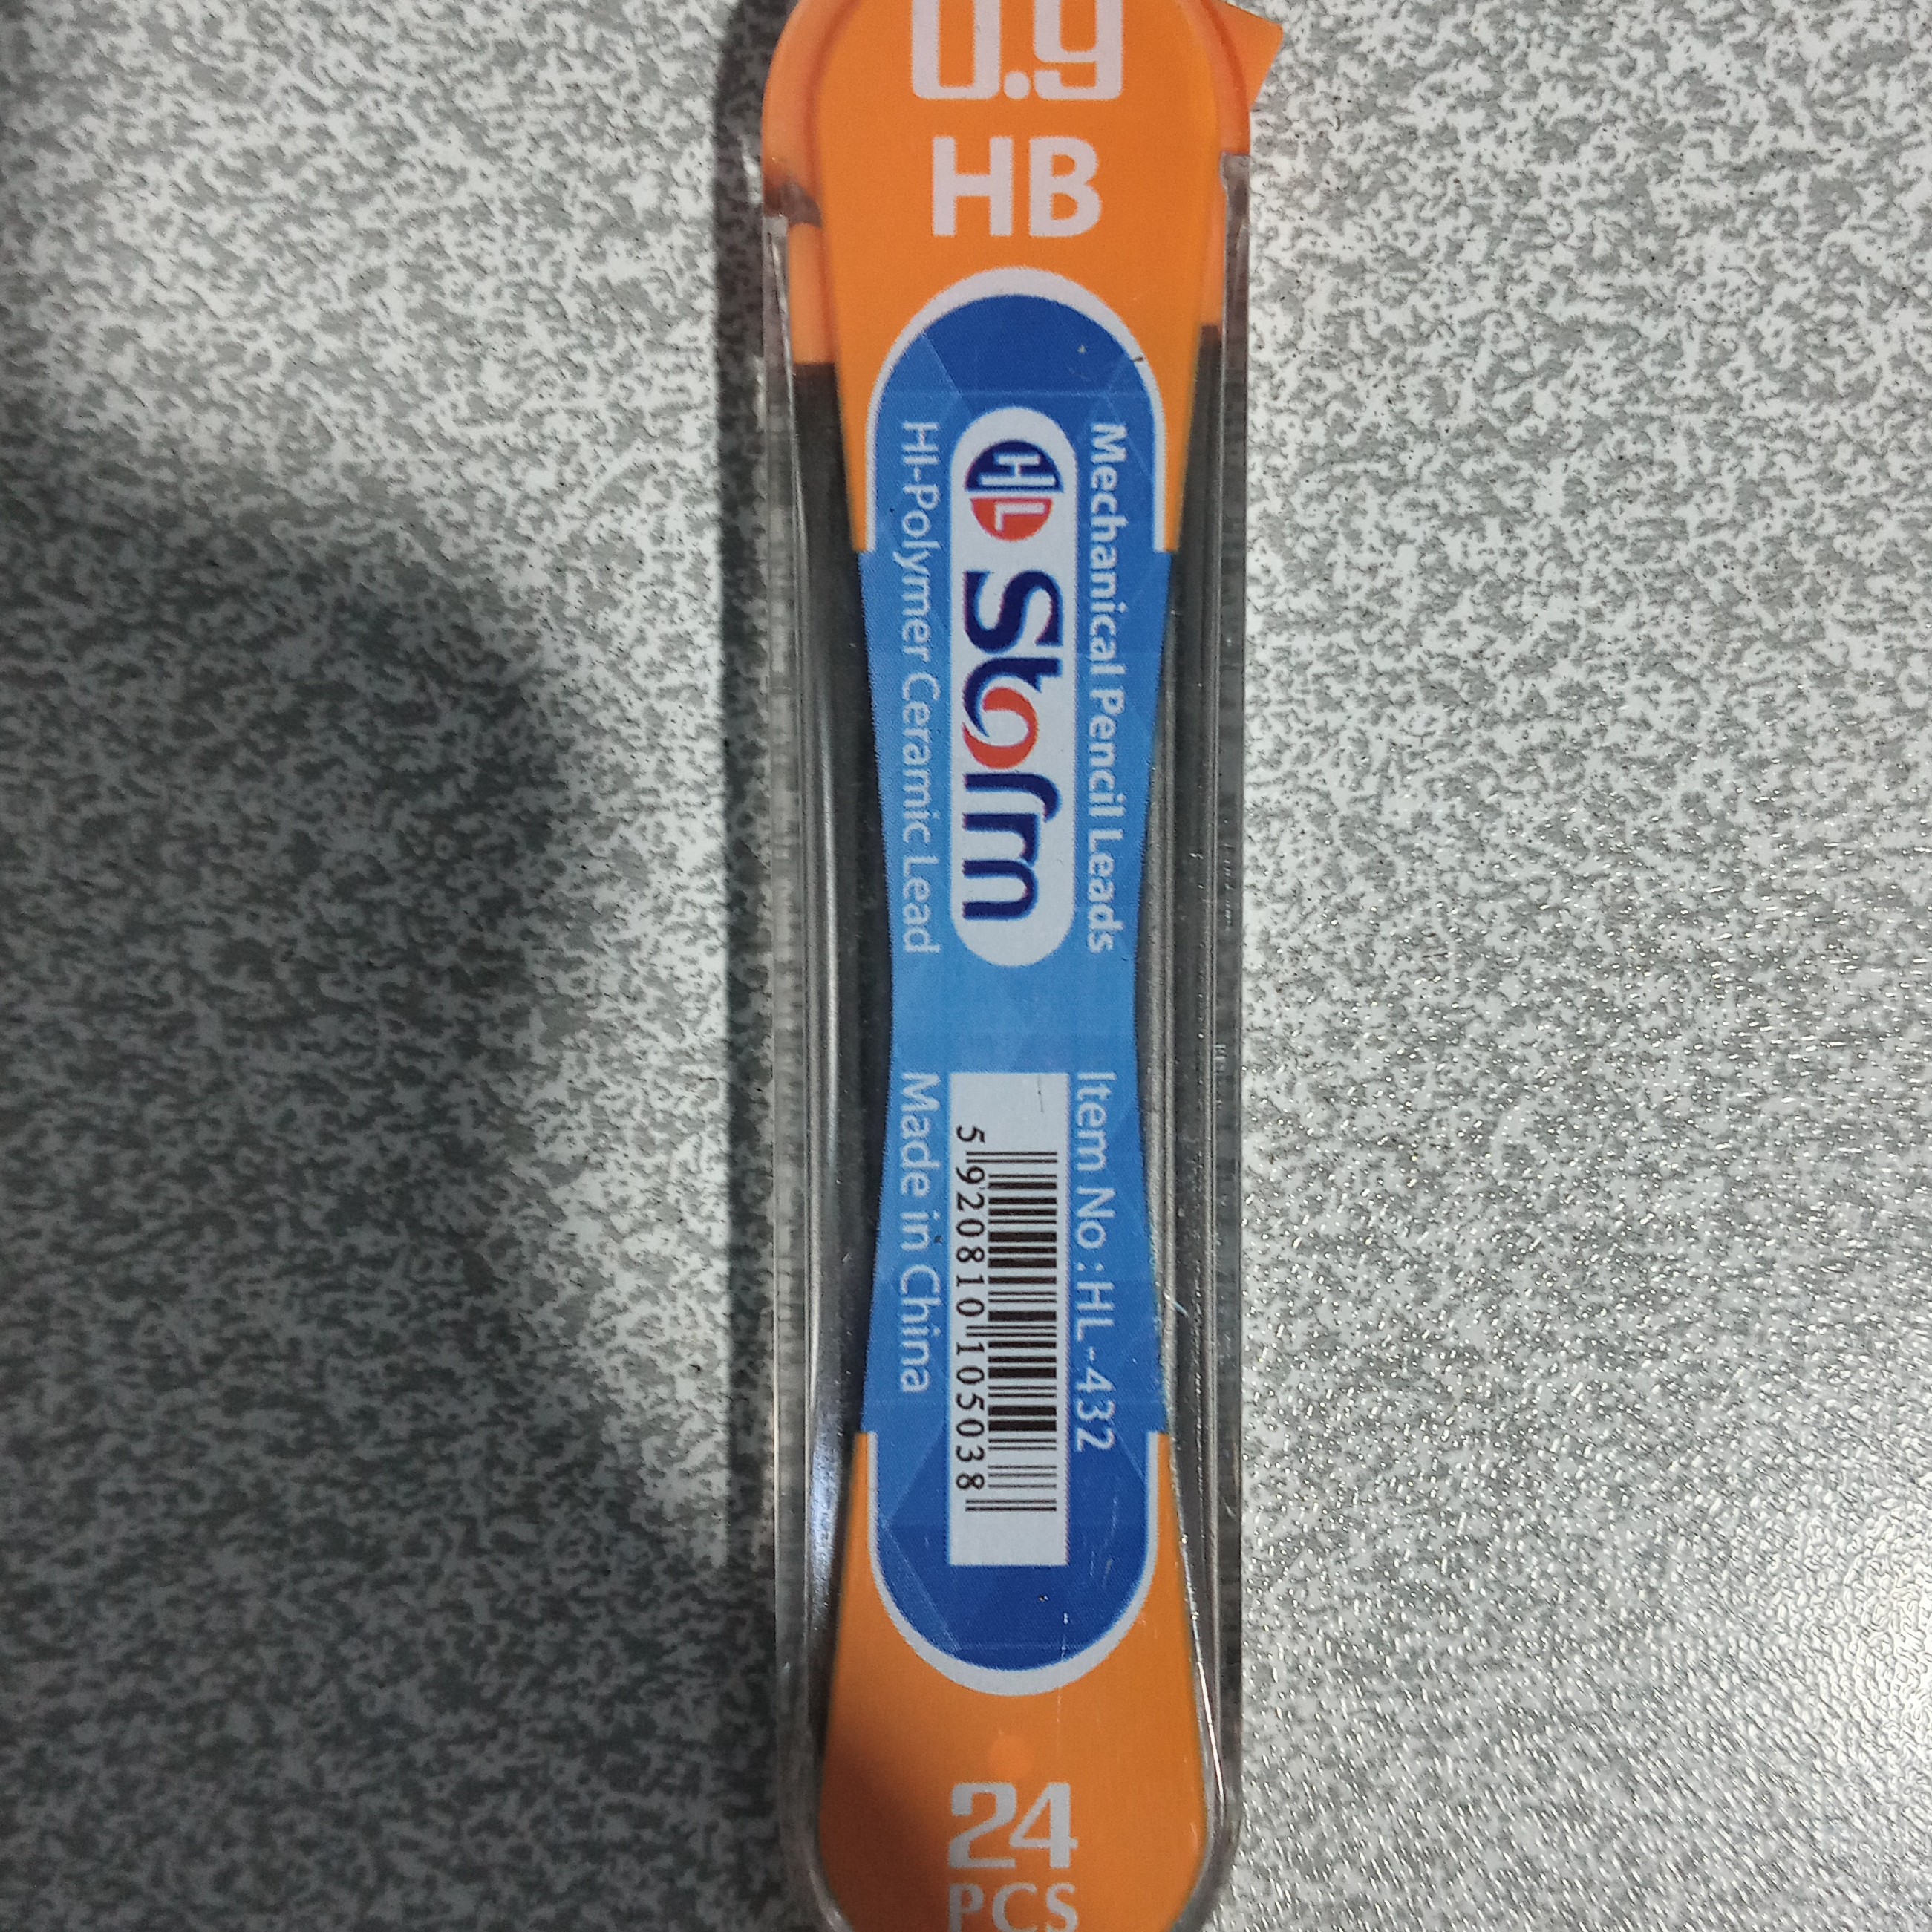 0.9
HB
Mechanical Pencil Leads
HL Storm
HI-Polymer Ceramic Lead
Item No : HL-432
5 920810 105038
Made in China
24
PCS